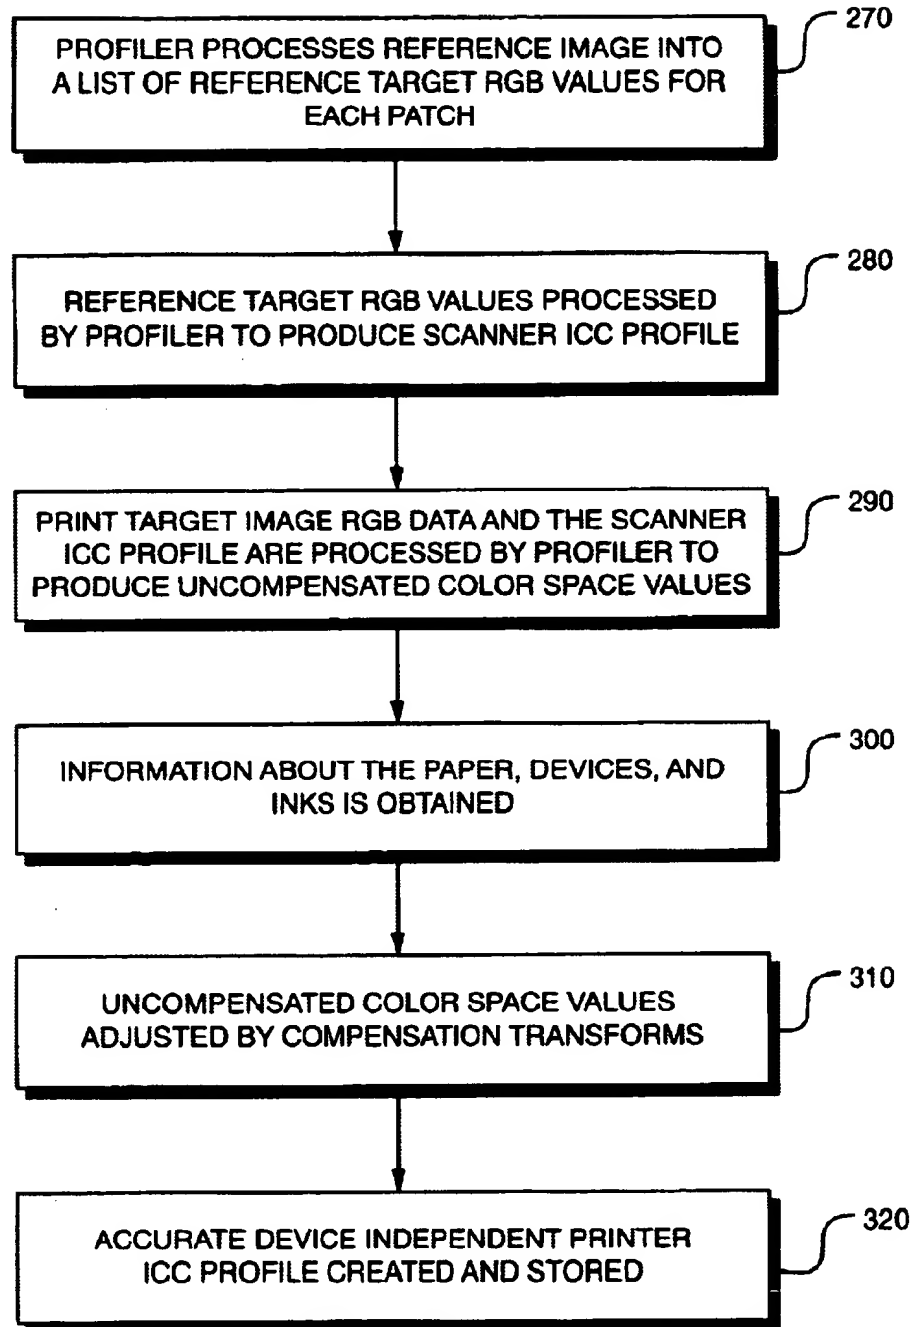 270
PROFILER PROCESSES REFERENCE IMAGE INTO
A LIST OF REFERENCE TARGET RGB VALUES FOR
EACH PATCH
280
REFERENCE TARGET RGB VALUES PROCESSED
BY PROFILER TO PRODUCE SCANNER ICC PROFILE
290
PRINT TARGET IMAGE RGB DATA AND THE SCANNER
ICC PROFILE ARE PROCESSED BY PROFILER TO
PRODUCE UNCOMPENSATED COLOR SPACE VALUES
300
INFORMATION ABOUT THE PAPER, DEVICES, AND
INKS IS OBTAINED
310
UNCOMPENSATED COLOR SPACE VALUES
ADJUSTED BY COMPENSATION TRANSFORMS
320
ACCURATE DEVICE INDEPENDENT PRINTER
ICC PROFILE CREATED AND STORED